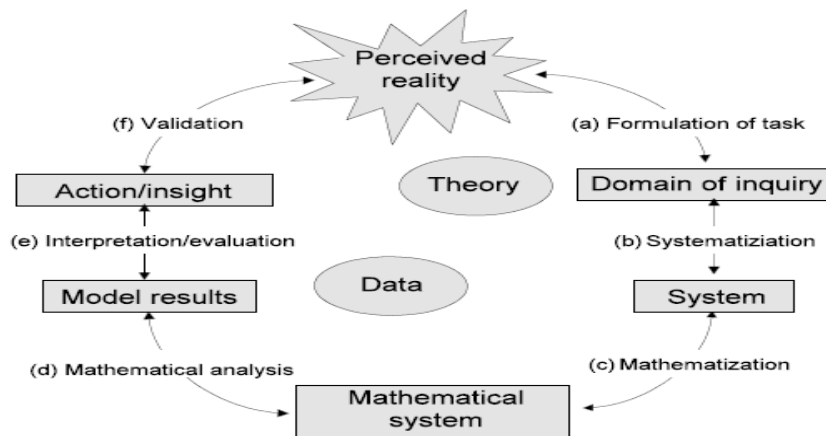 Perceived
reality
(f) Validation
(a) Formulation of task
Action/insight
Theory
Domain of inquiry
(e) Interpretation/evaluation
(b) Systematiziation
Model results
Data
System
(d) Mathematical analysis
(c) Mathematization
Mathematical
system